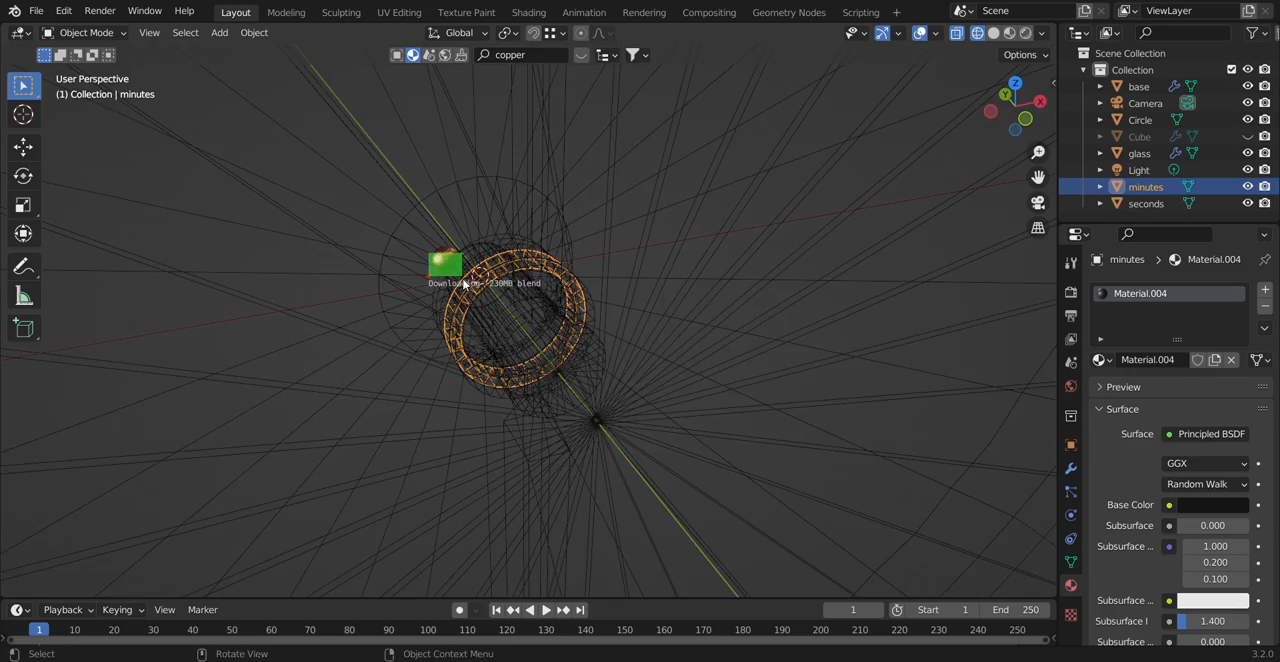 File Edit Render Window Help Layout Modeling Sculpting UV Editing Texture Paint Shading Animation Rendering Compositing Geometry Nodes Scripting + Scene ViewLayer
Object Mode View Select Add Object Global
copper Options
User Perspective
(1) Collection | minutes
Z
Y
X
230MB blend
Scene Collection
Collection
base
Camera
Circle
Cube
glass
Light
minutes
seconds
minutes Material.004
Material.004
Material.004
Preview
Surface
Surface Principled BSDF
GGX
Random Walk
Base Color
Subsurface 0.000
Subsurface ... 1.000
0.200
0.100
Subsurface ...
Subsurface I 1.400
Subsurface ... 0.000
Playback Keying View Marker 1 Start 1 End 250
1 10 20 30 40 50 60 70 80 90 100 110 120 130 140 150 160 170 180 190 200 210 220 230 240 250
Select Rotate View Object Context Menu 3.2.0